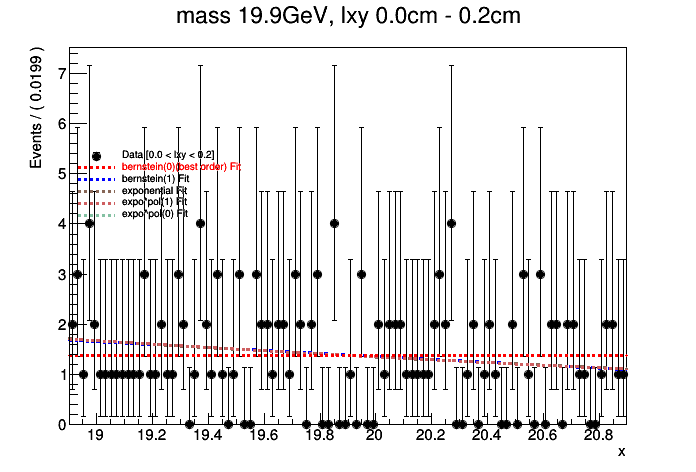 mass 19.9GeV, lxy 0.0cm - 0.2cm
Events / ( 0.0199 )
7
6
5
4
3
2
1
0
Data [0.0 < lxy < 0.2]
bernstein(0)(best order) Fit
bernstein(1) Fit
exponential Fit
expo*pol(1) Fit
expo*pol(0) Fit
19 19.2 19.4 19.6 19.8 20 20.2 20.4 20.6 20.8
x